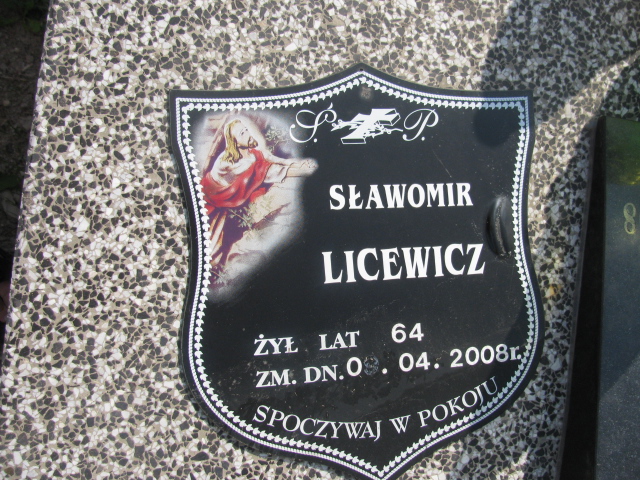 Ś. P.
SŁAWOMIR
LICEWICZ
ŻYŁ LAT 64
ZM. DN. . 04. 2008r.
SPOCZYWAJ W POKOJU